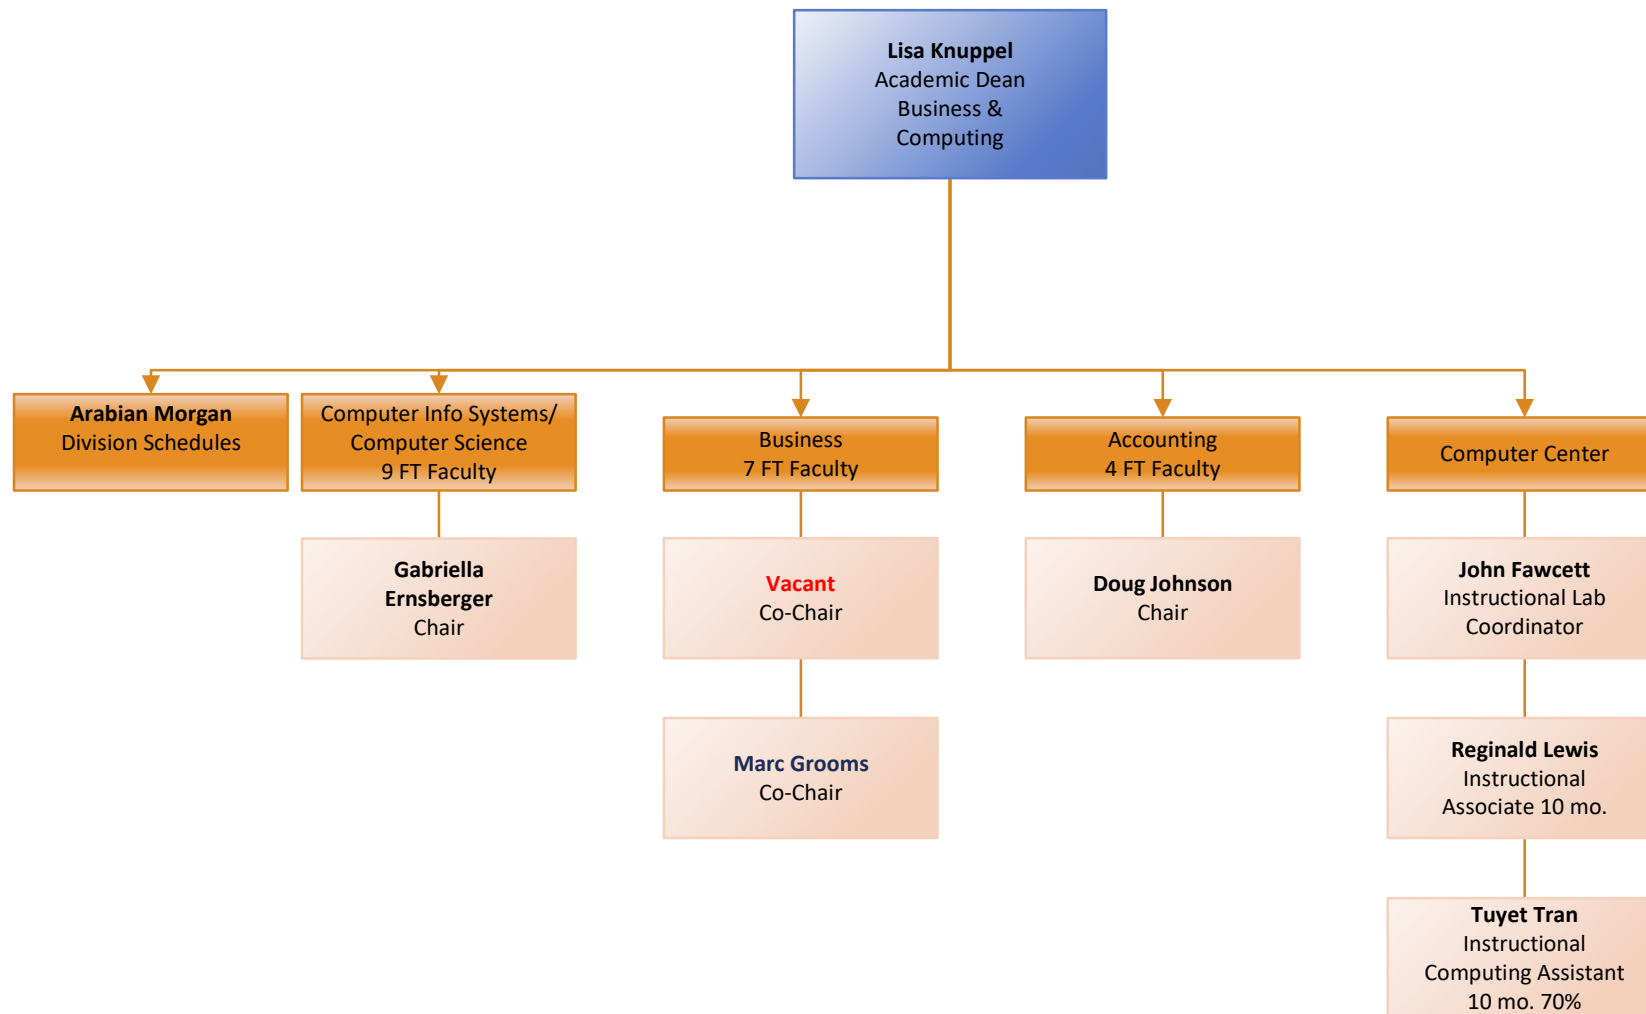 Lisa Knuppel
Academic Dean
Business &
Computing
Arabian Morgan
Division Schedules
Computer Info Systems/
Computer Science
9 FT Faculty
Business
7 FT Faculty
Accounting
4 FT Faculty
Computer Center
Gabriella
Ernsberger
Chair
Vacant
Co-Chair
Doug Johnson
Chair
John Fawcett
Instructional Lab
Coordinator
Marc Grooms
Co-Chair
Reginald Lewis
Instructional
Associate 10 mo.
Tuyet Tran
Instructional
Computing Assistant
10 mo. 70%